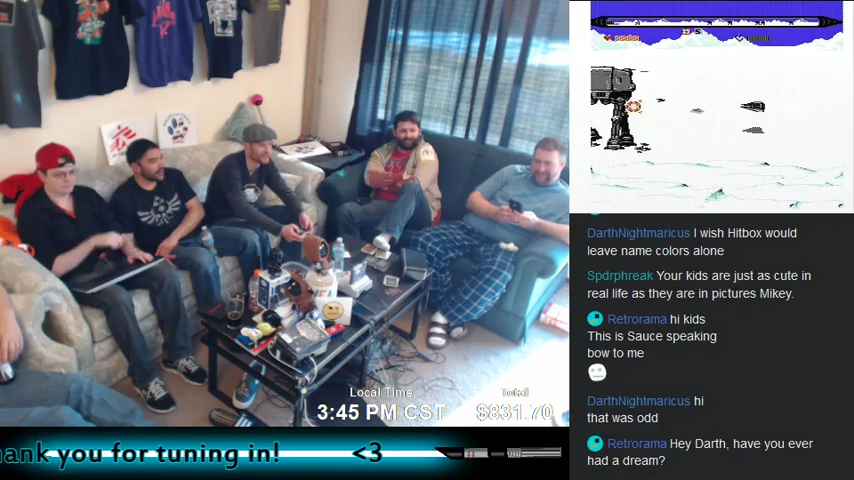 DarthNightmaricus I wish Hitbox would
leave name colors alone
Spdrphreak Your kids are just as cute in
real life as they are in pictures Mikey.
Retrorama hi kids
This is Sauce speaking
bow to me
DarthNightmaricus hi
that was odd
Retrorama Hey Darth, have you ever
had a dream?
Local Time
3:45 PM CST
Total
$831.70
hank you for tuning in!
<3